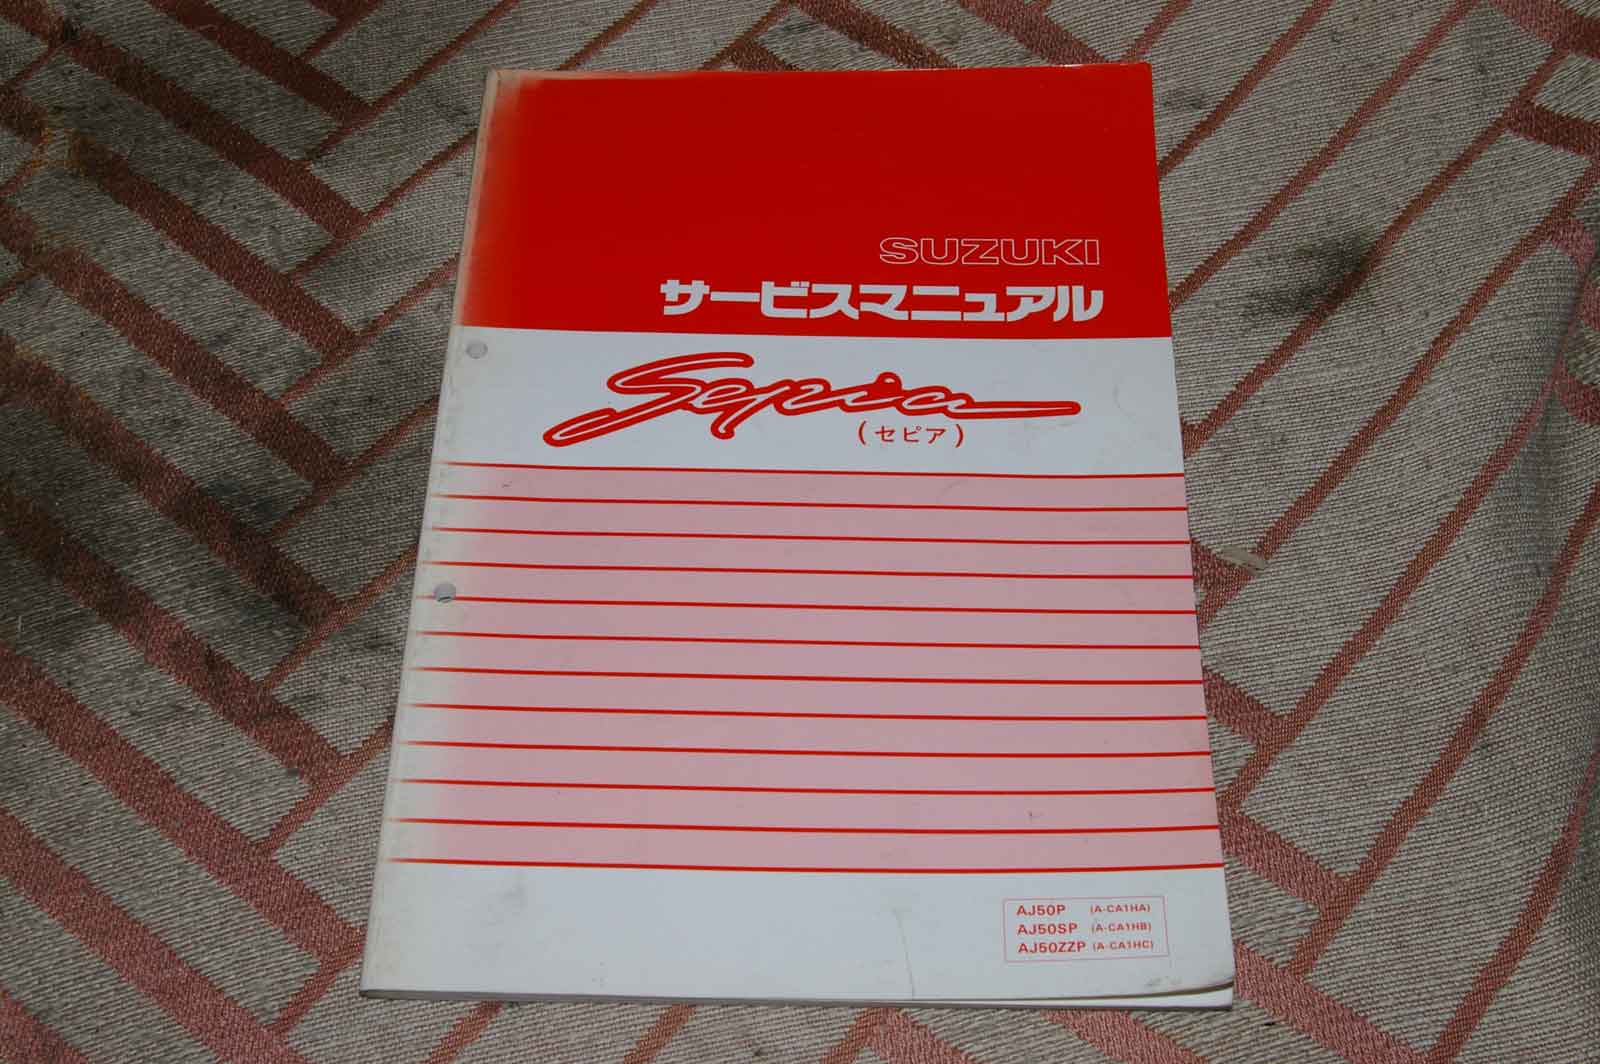 SUZUKI
サービスマニュアル
Sepia
(セピア)
AJ50P (A-CA1HA)
AJ50SP (A-CA1HB)
AJ50ZZP (A-CA1HC)